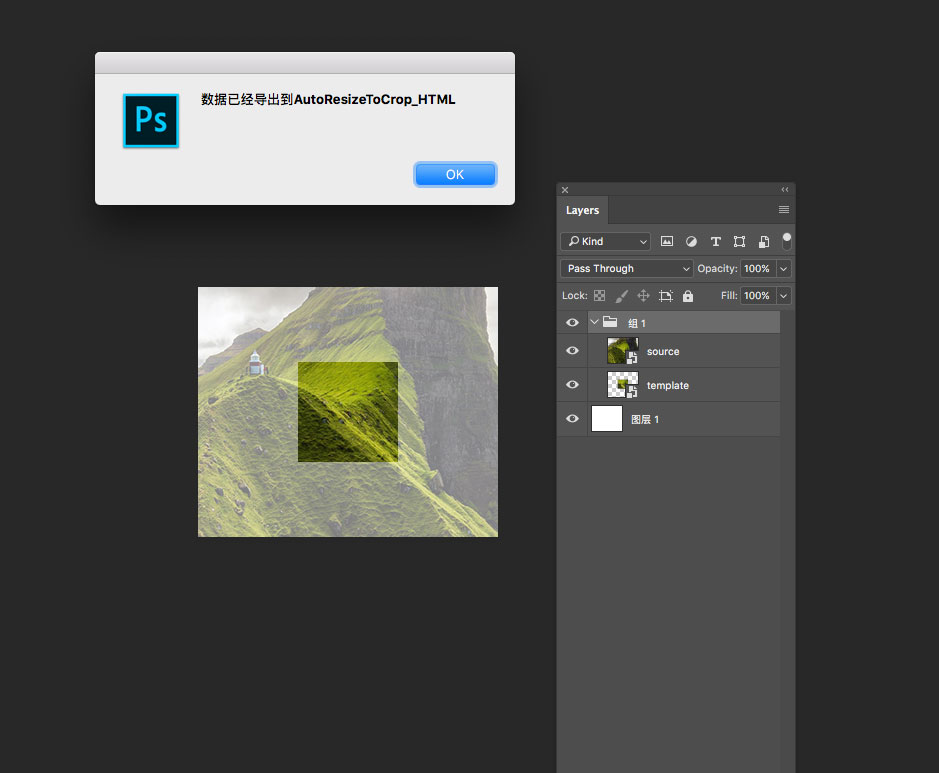 数据已经导出到AutoResizeToCrop_HTML
Ps
OK
Layers
Kind
T
Pass Through Opacity: 100%
Lock: Fill: 100%
组 1
source
template
图层 1